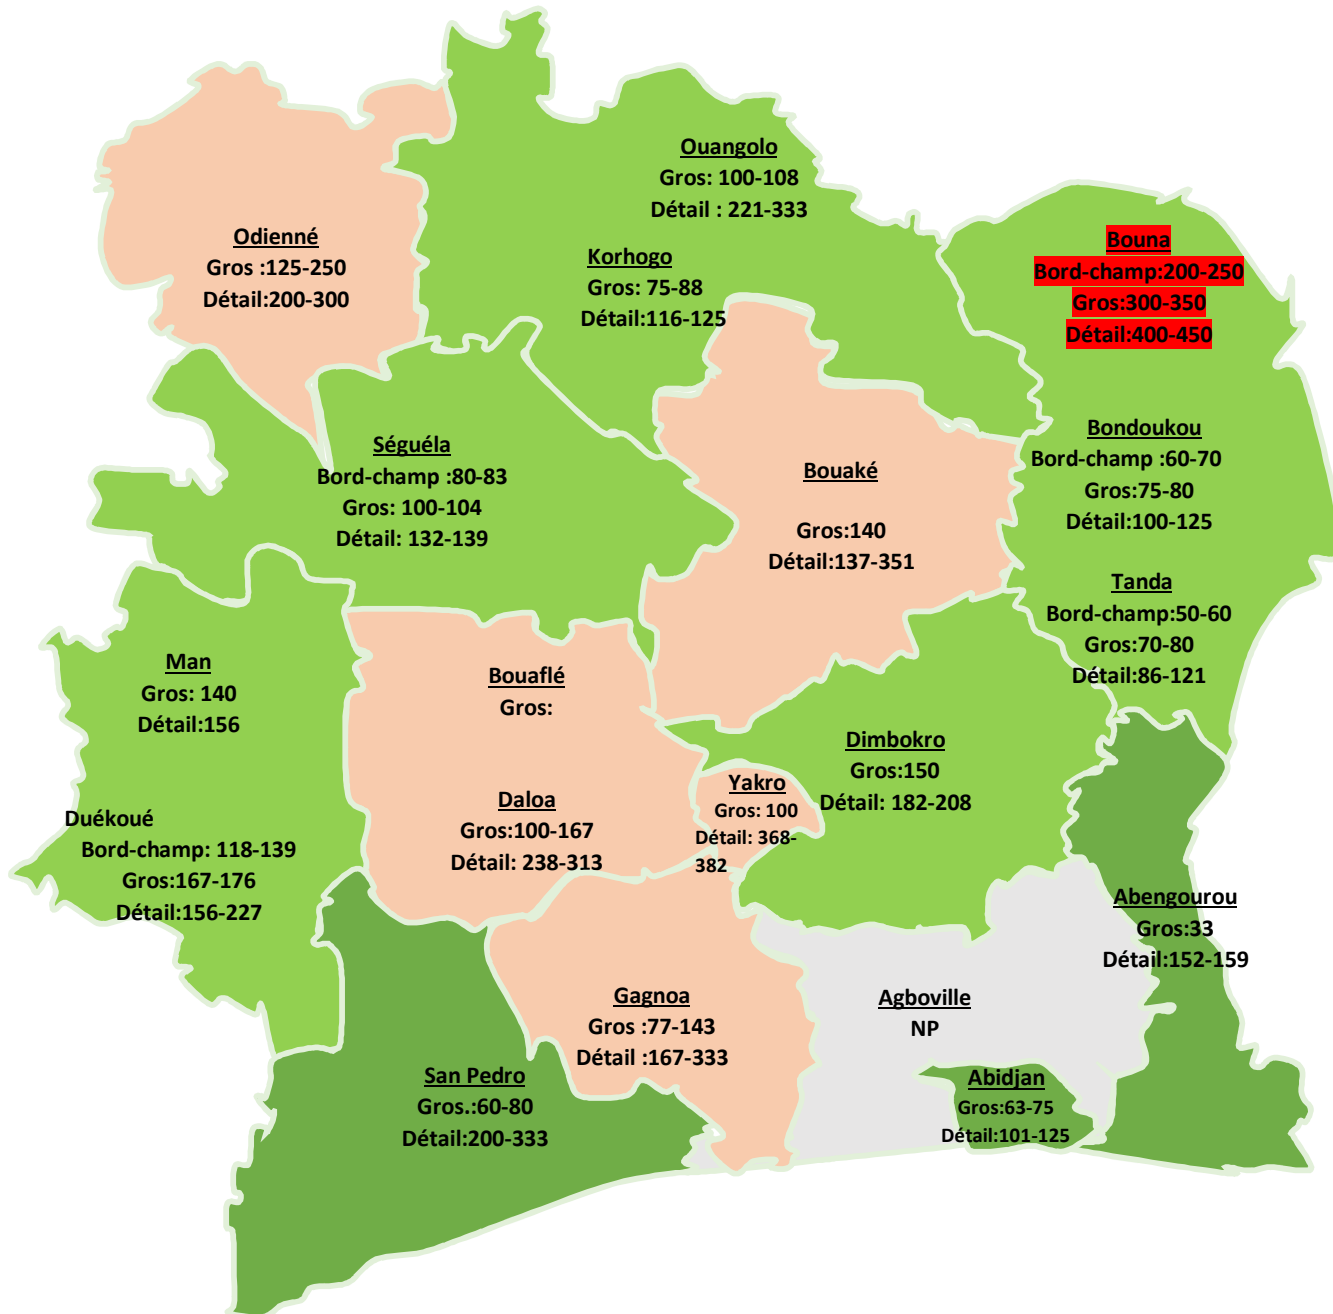 Ouangolo
Gros: 100-108
Détail : 221-333
Odienné
Gros :125-250
Détail:200-300
Korhogo
Gros: 75-88
Détail:116-125
Bouna
Bord-champ:200-250
Gros:300-350
Détail:400-450
Séguéla
Bord-champ :80-83
Gros: 100-104
Détail: 132-139
Bouaké
Gros:140
Détail:137-351
Bondoukou
Bord-champ :60-70
Gros:75-80
Détail:100-125
Tanda
Bord-champ:50-60
Gros:70-80
Détail:86-121
Man
Gros: 140
Détail:156
Bouaflé
Gros:
Dimbokro
Gros:150
Détail: 182-208
Yakro
Gros: 100
Détail: 368-
382
Daloa
Gros:100-167
Détail: 238-313
Duékoué
Bord-champ: 118-139
Gros:167-176
Détail:156-227
Abengourou
Gros:33
Détail:152-159
Gagnoa
Gros :77-143
Détail :167-333
Agboville
NP
San Pedro
Gros.:60-80
Détail:200-333
Abidjan
Gros:63-75
Détail:101-125